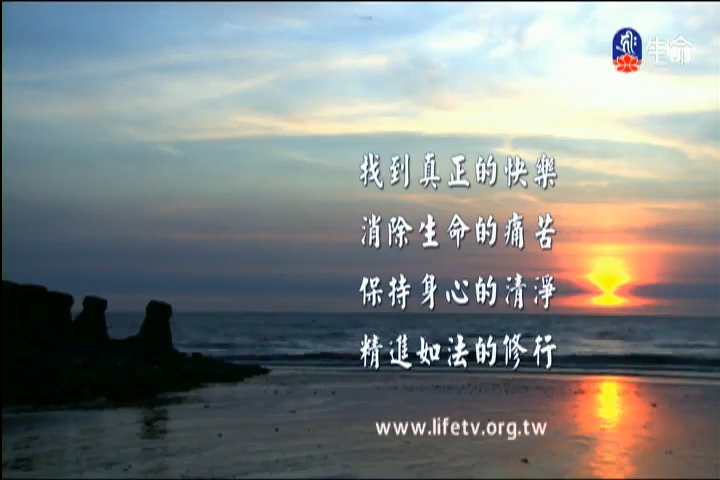 生命
找到真正的快樂
消除生命的痛苦
保持身心的清淨
精進如法的修行
www.lifetv.org.tw